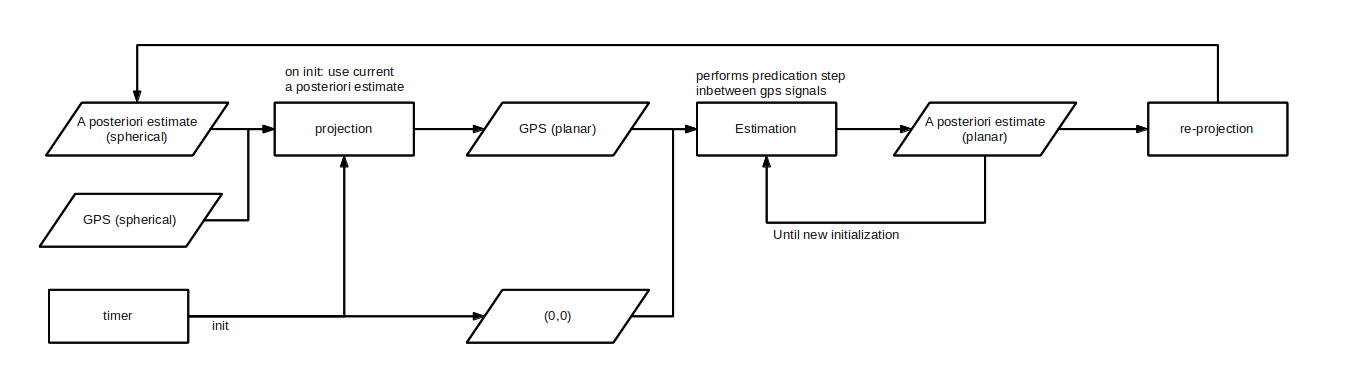 on init: use current
a posteriori estimate
performs predication step
inbetween gps signals
A posteriori estimate
(spherical)
projection
GPS (planar)
Estimation
A posteriori estimate
(planar)
re-projection
GPS (spherical)
Until new initialization
timer
init
(0,0)